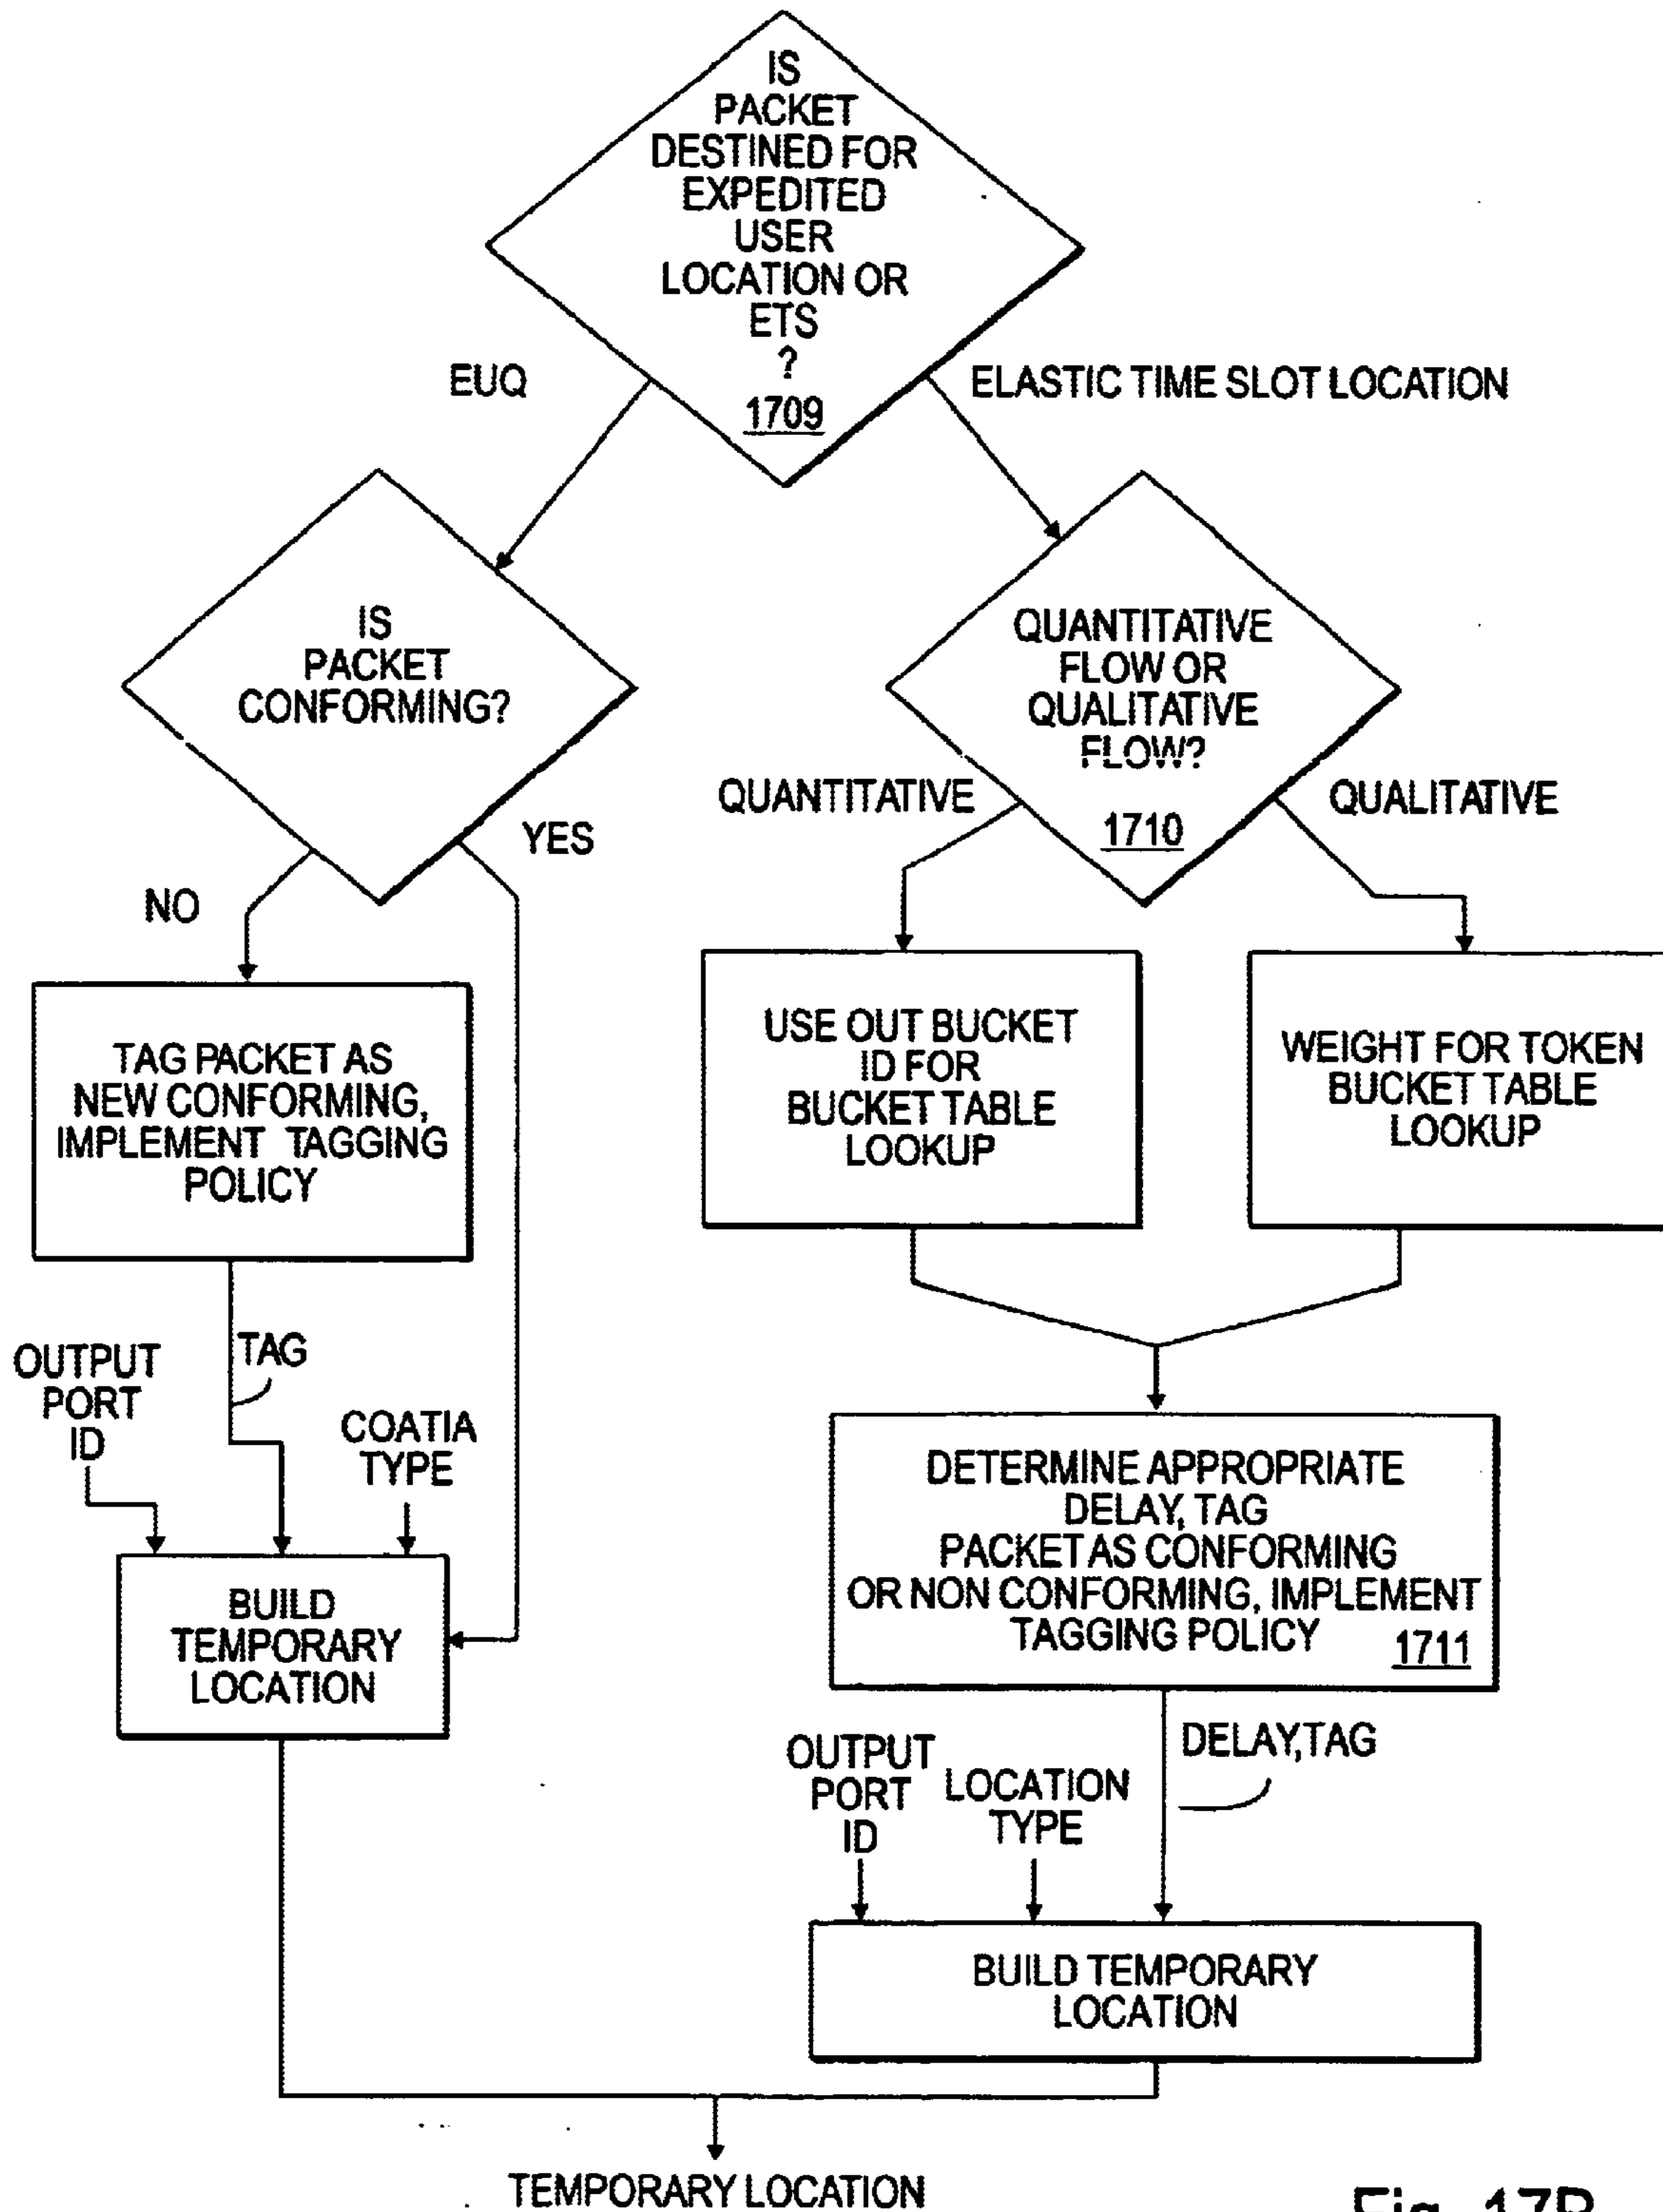 IS
PACKET
DESTINED FOR
EXPEDITED
USER
LOCATION OR
ETS
?
1709
EUQ
ELASTIC TIME SLOT LOCATION
IS
PACKET
CONFORMING?
QUANTITATIVE
FLOW OR
QUALITATIVE
FLOW?
1710
QUANTITATIVE
QUALITATIVE
YES
NO
TAG PACKET AS
NEW CONFORMING,
IMPLEMENT TAGGING
POLICY
USE OUT BUCKET
ID FOR
BUCKET TABLE
LOOKUP
WEIGHT FOR TOKEN
BUCKET TABLE
LOOKUP
OUTPUT
PORT
ID
TAG
COATIA
TYPE
BUILD
TEMPORARY
LOCATION
DETERMINE APPROPRIATE
DELAY, TAG
PACKET AS CONFORMING
OR NON CONFORMING, IMPLEMENT
TAGGING POLICY
1711
OUTPUT
PORT
ID
LOCATION
TYPE
DELAY,TAG
BUILD TEMPORARY
LOCATION
TEMPORARY LOCATION